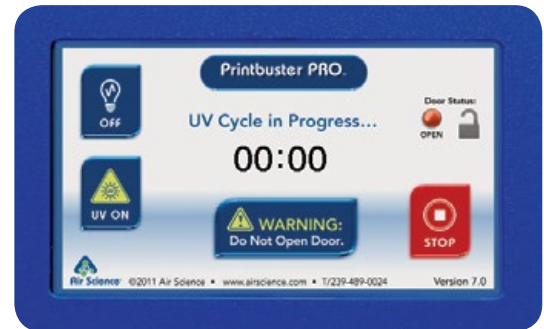 Printbuster PRO™
OFF
UV Cycle in Progress...
Door Status:
OPEN
00:00
UV ON
WARNING:
Do Not Open Door.
STOP
Air Science® ©2011 Air Science • www.airscience.com • T/239-489-0024
Version 7.0